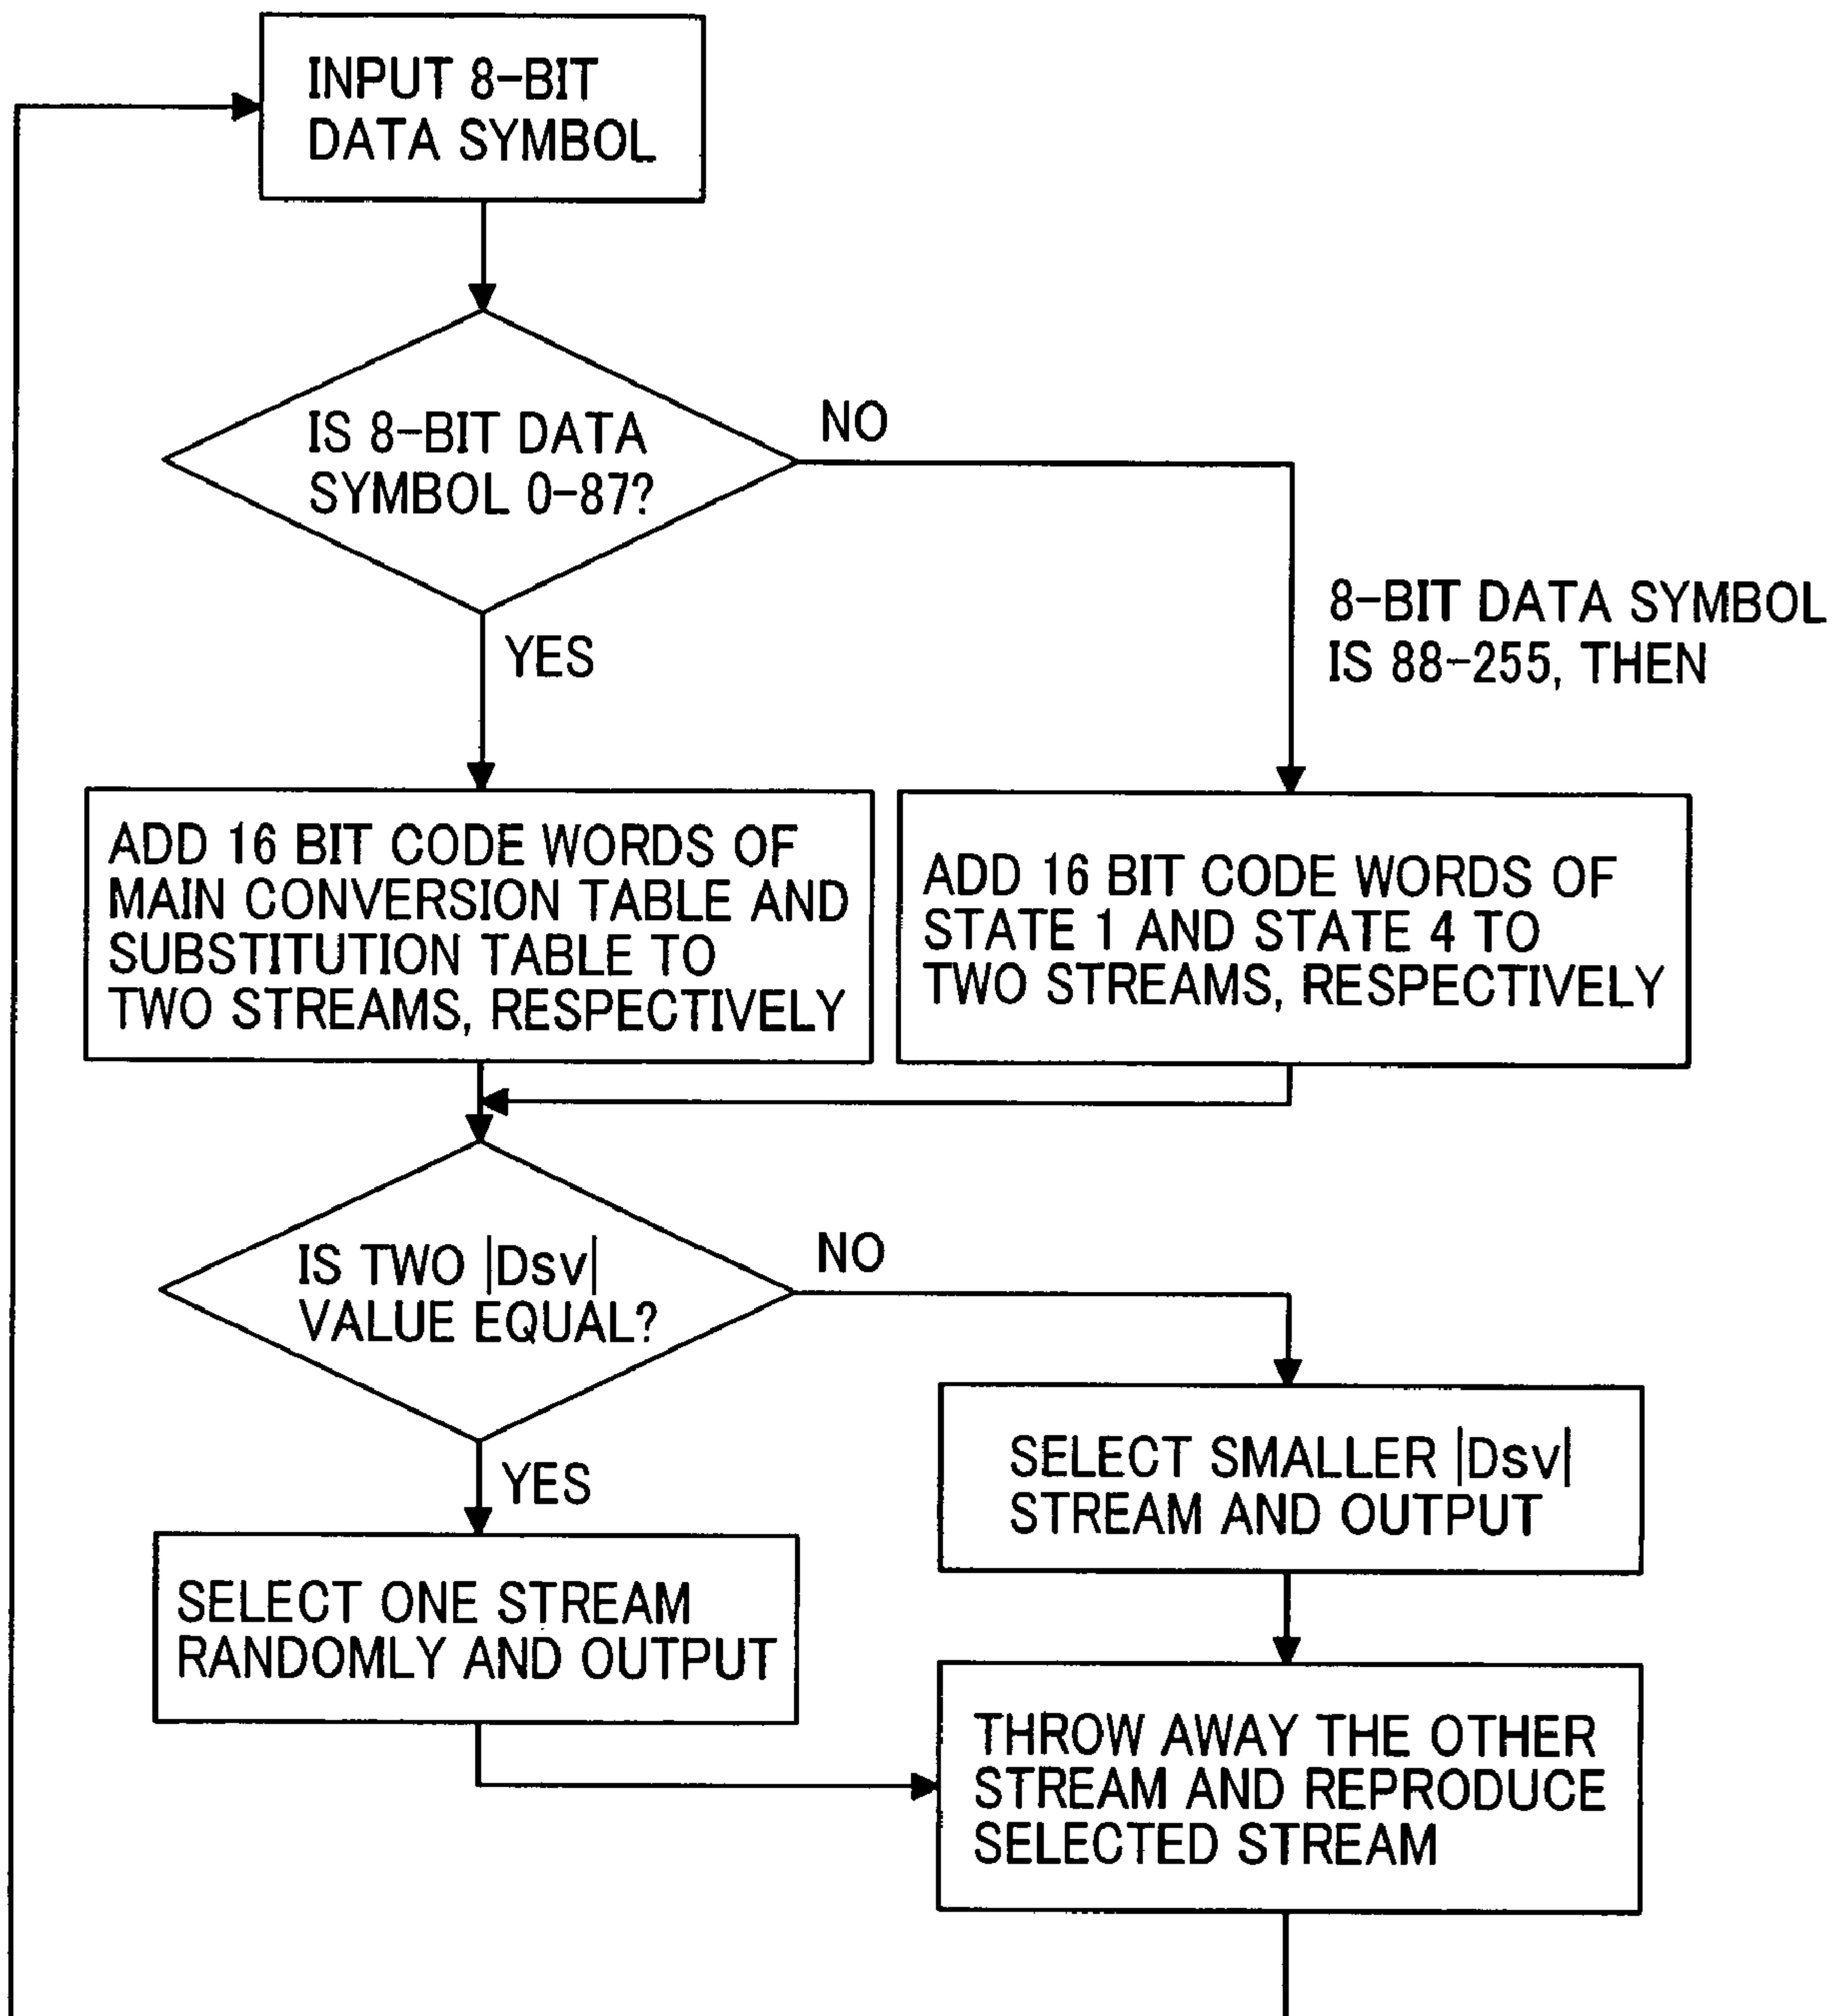 INPUT 8-BIT
DATA SYMBOL
IS 8-BIT DATA
SYMBOL 0-87?
NO
YES
8-BIT DATA SYMBOL
IS 88-255, THEN
ADD 16 BIT CODE WORDS OF
MAIN CONVERSION TABLE AND
SUBSTITUTION TABLE TO
TWO STREAMS, RESPECTIVELY
ADD 16 BIT CODE WORDS OF
STATE 1 AND STATE 4 TO
TWO STREAMS, RESPECTIVELY
IS TWO |Dsv|
VALUE EQUAL?
NO
YES
SELECT SMALLER |Dsv|
STREAM AND OUTPUT
SELECT ONE STREAM
RANDOMLY AND OUTPUT
THROW AWAY THE OTHER
STREAM AND REPRODUCE
SELECTED STREAM